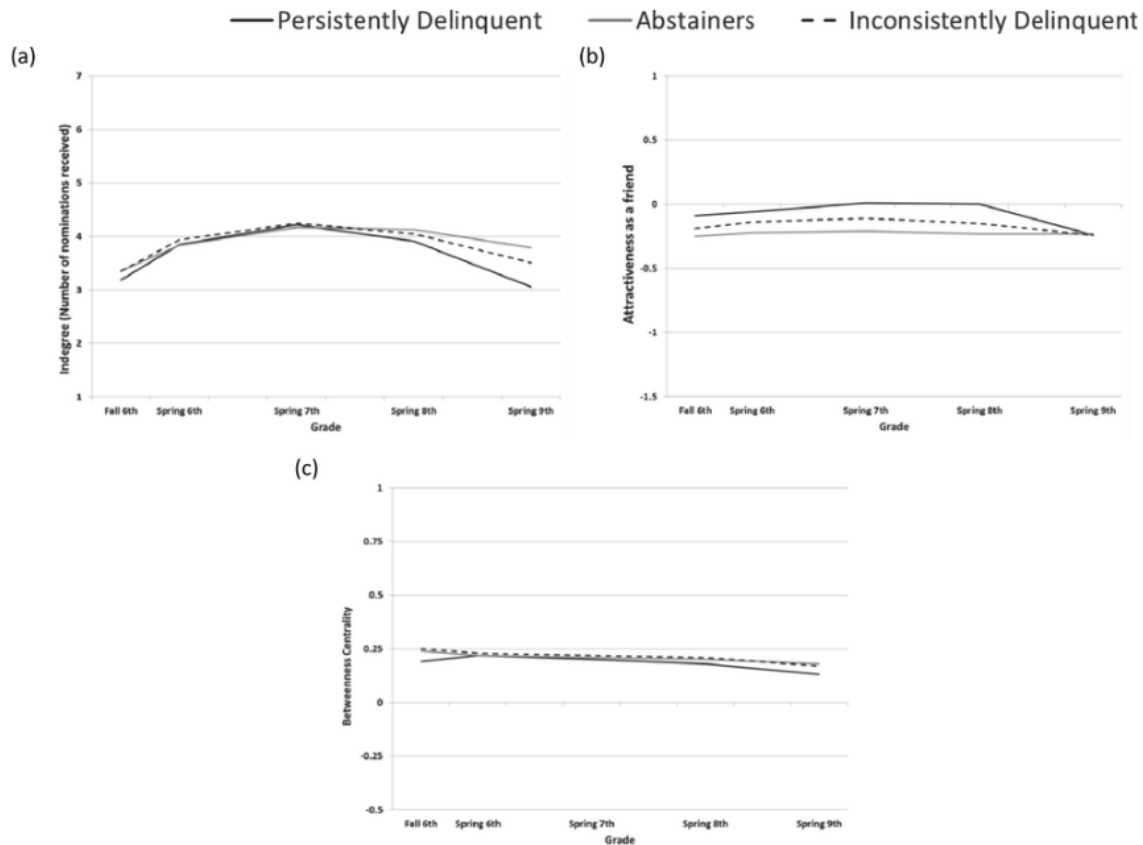 Persistently Delinquent Abstainers Inconsistently Delinquent
(a)
7
6
5
4
3
2
1
Indegree (Number of nominations received)
Fall 6th Spring 6th Spring 7th Spring 8th Spring 9th
Grade
(b)
1
0.5
0
-0.5
-1
-1.5
Attractiveness as a friend
Fall 6th Spring 6th Spring 7th Spring 8th Spring 9th
Grade
(c)
1
0.75
0.5
0.25
0
-0.25
-0.5
Betweenness Centrality
Fall 6th Spring 6th Spring 7th Spring 8th Spring 9th
Grade